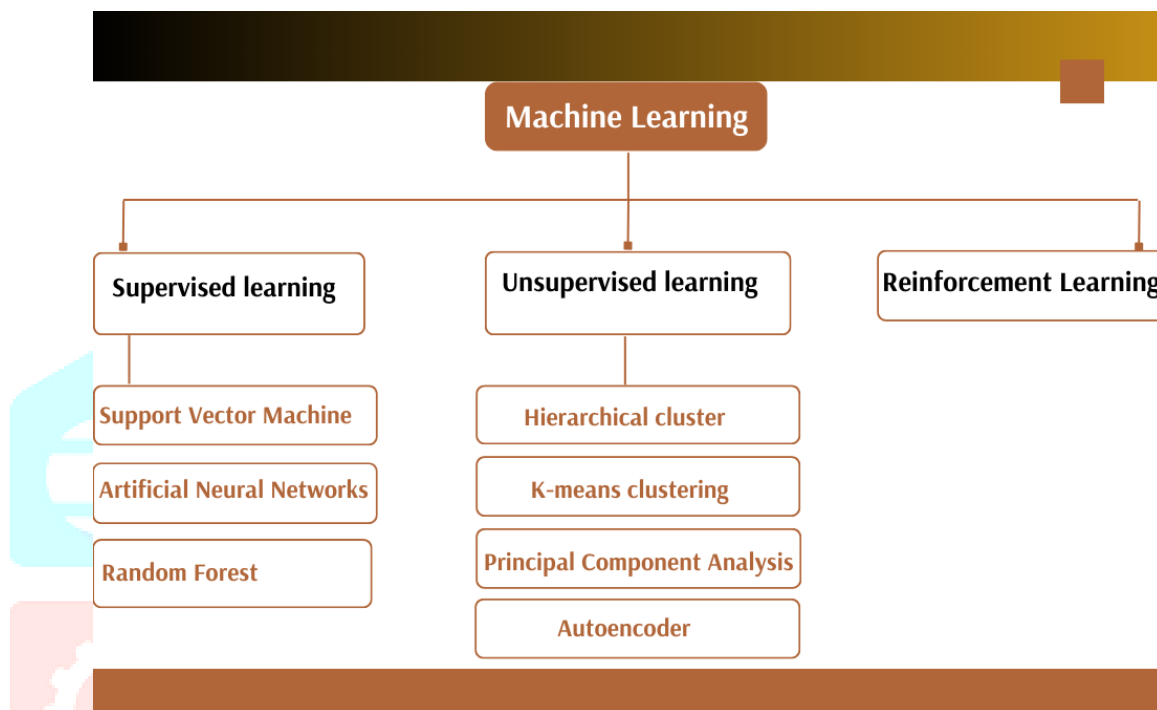 Machine Learning
Supervised learning
Unsupervised learning
Reinforcement Learning
Support Vector Machine
Artificial Neural Networks
Random Forest
Hierarchical cluster
K-means clustering
Principal Component Analysis
Autoencoder